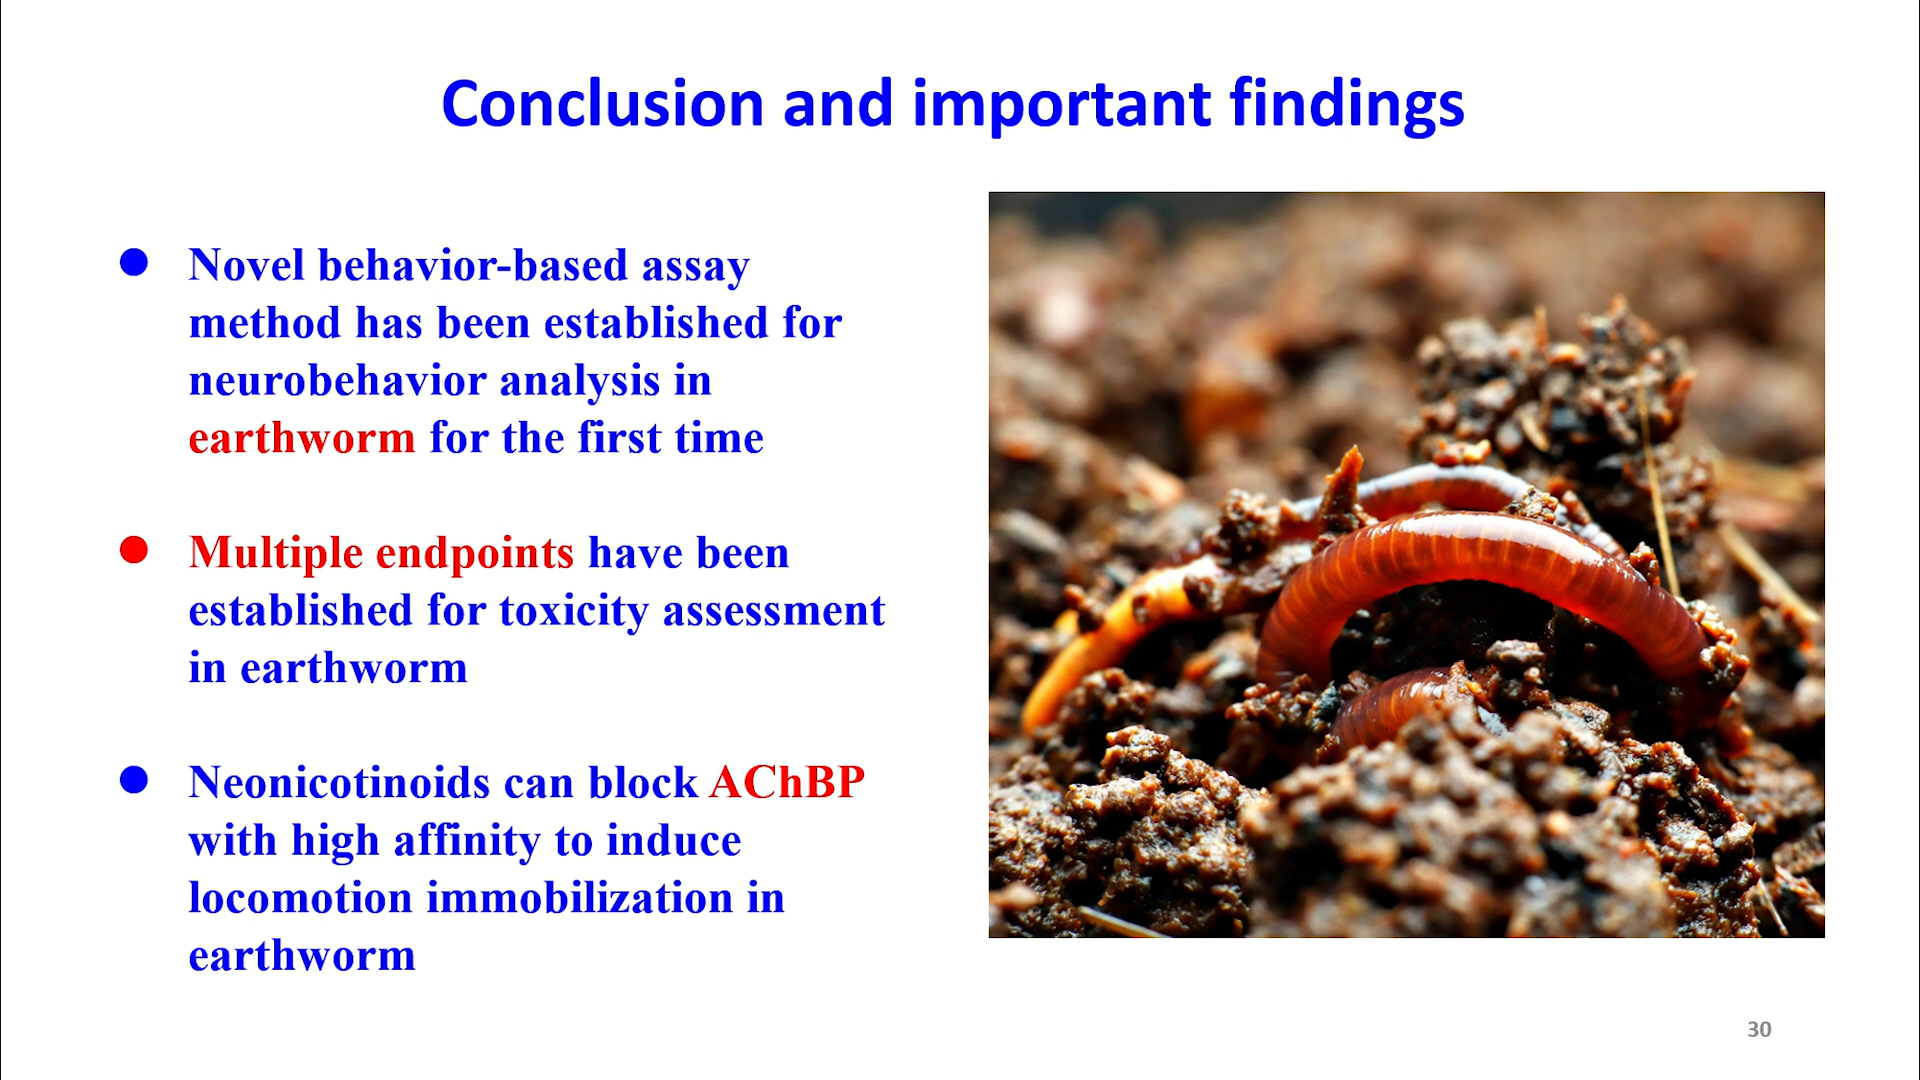 Conclusion and important findings
Novel behavior-based assay
method has been established for
neurobehavior analysis in
earthworm for the first time
Multiple endpoints have been
established for toxicity assessment
in earthworm
Neonicotinoids can block AChBP
with high affinity to induce
locomotion immobilization in
earthworm
30